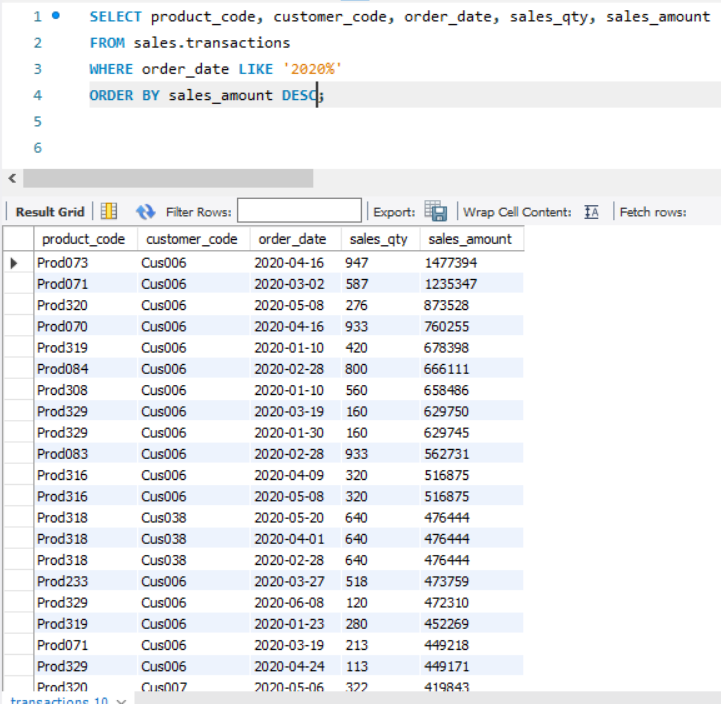 1 SELECT product_code, customer_code, order_date, sales_qty, sales_amount
2 FROM sales.transactions
3 WHERE order_date LIKE '2020%'
4 ORDER BY sales_amount DESC;
5
6
Result Grid Filter Rows: Export: Wrap Cell Content: Fetch rows:
product_code customer_code order_date sales_qty sales_amount
Prod073 Cus006 2020-04-16 947 1477394
Prod071 Cus006 2020-03-02 587 1235347
Prod320 Cus006 2020-05-08 276 873528
Prod070 Cus006 2020-04-16 933 760255
Prod319 Cus006 2020-01-10 420 678398
Prod084 Cus006 2020-02-28 800 666111
Prod308 Cus006 2020-01-10 560 658486
Prod329 Cus006 2020-03-19 160 629750
Prod329 Cus006 2020-01-30 160 629745
Prod083 Cus006 2020-02-28 933 562731
Prod316 Cus006 2020-04-09 320 516875
Prod316 Cus006 2020-05-08 320 516875
Prod318 Cus038 2020-05-20 640 476444
Prod318 Cus038 2020-04-01 640 476444
Prod318 Cus038 2020-02-28 640 476444
Prod233 Cus006 2020-03-27 518 473759
Prod329 Cus006 2020-06-08 120 472310
Prod319 Cus006 2020-01-23 280 452269
Prod071 Cus006 2020-03-19 213 449218
Prod329 Cus006 2020-04-24 113 449171
Prod320 Cus007 2020-05-06 322 419843
transactions 10